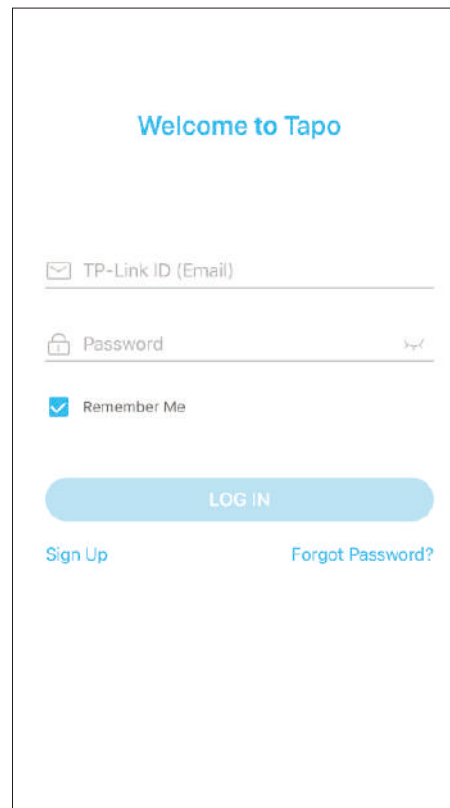 Welcome to Tapo
TP-Link ID (Email)
Password
Remember Me
LOG IN
Sign Up
Forgot Password?